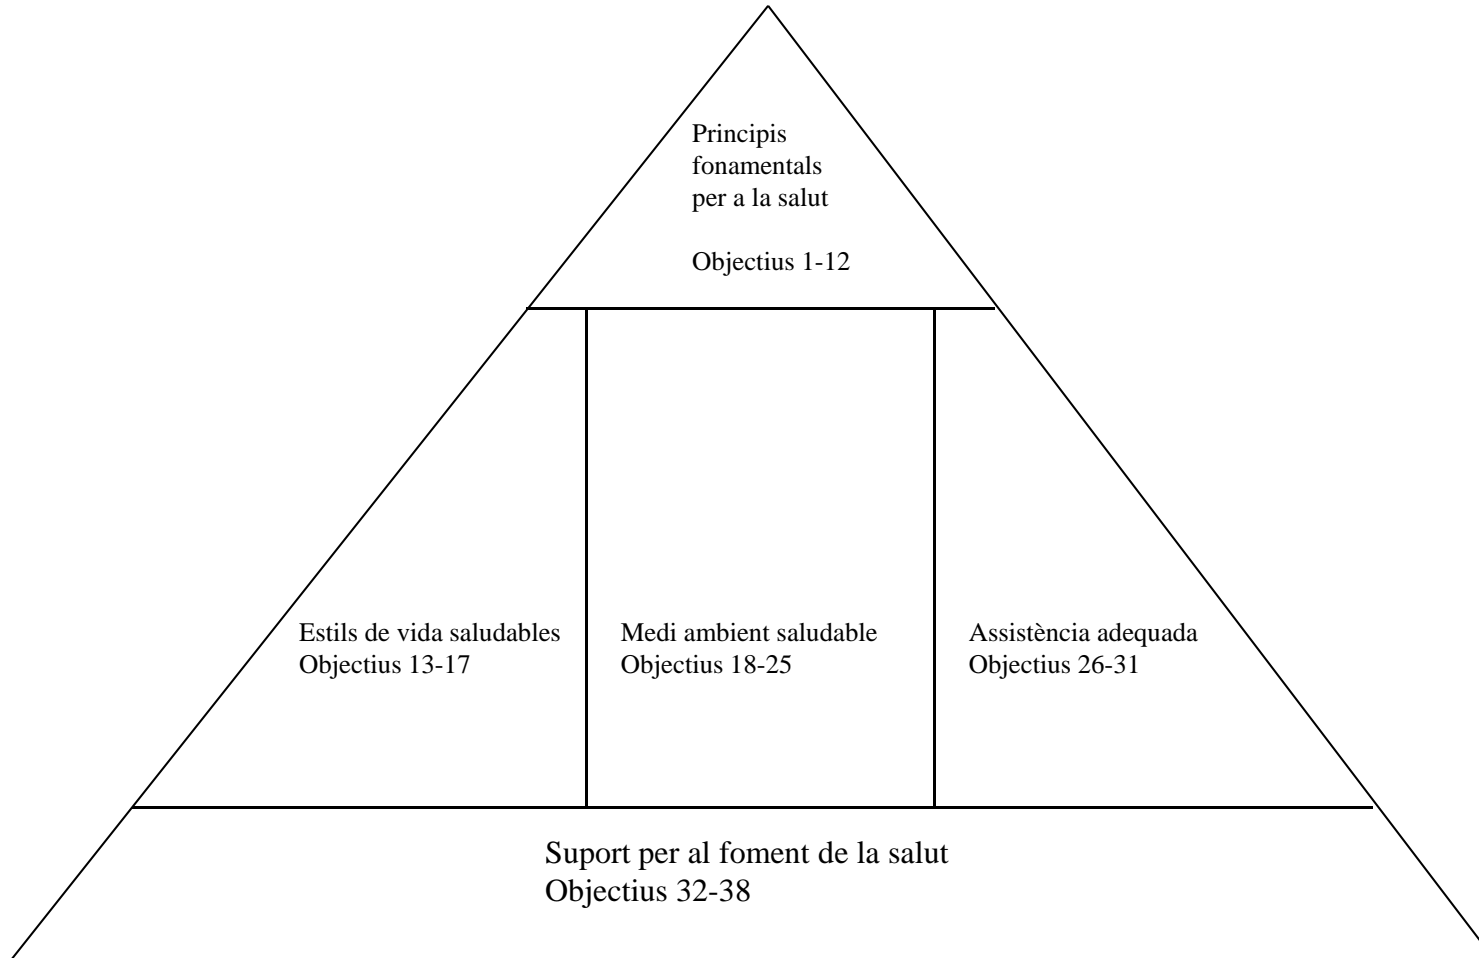 Principis
fonamentals
per a la salut
Objectius 1-12
Estils de vida saludables
Objectius 13-17
Medi ambient saludable
Objectius 18-25
Assistència adequada
Objectius 26-31
Suport per al foment de la salut
Objectius 32-38